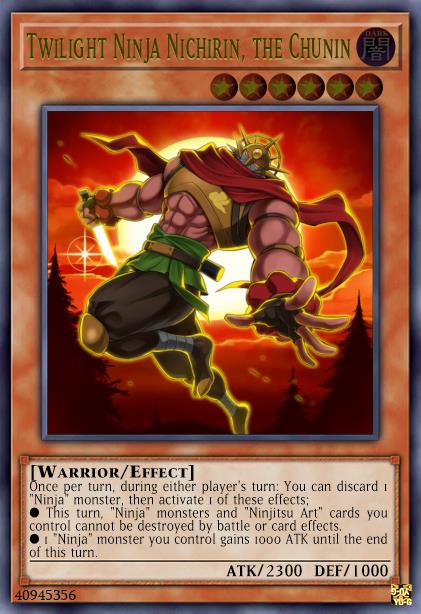 TWILIGHT NINJA NICHIRIN, THE CHUNIN
DARK
闇
[WARRIOR/EFFECT]
Once per turn, during either player's turn: You can discard 1
"Ninja" monster, then activate 1 of these effects;
● This turn, "Ninja" monsters and "Ninjitsu Art" cards you
control cannot be destroyed by battle or card effects.
● 1 "Ninja" monster you control gains 1000 ATK until the end
of this turn.
ATK/2300 DEF/1000
40945356